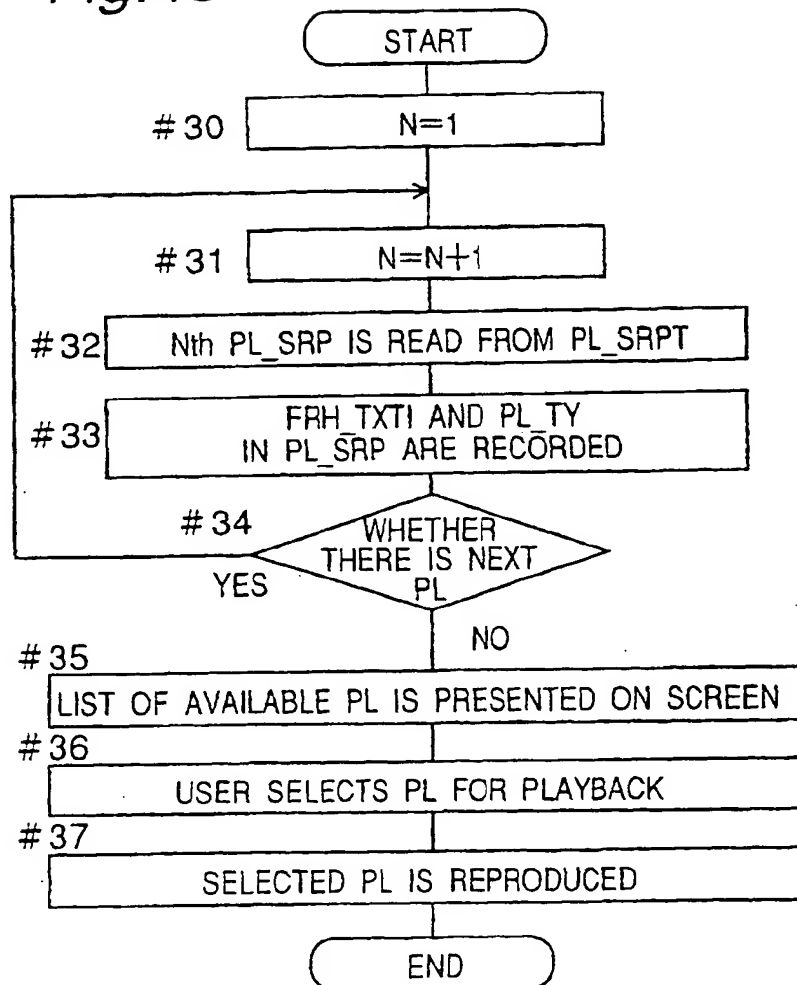 START
#30
N=1
#31
N=N+1
#32
Nth PL_SRP IS READ FROM PL_SRPT
#33
FRH_TXTI AND PL_TY
IN PL_SRP ARE RECORDED
#34
WHETHER
THERE IS NEXT
PL
YES
NO
#35
LIST OF AVAILABLE PL IS PRESENTED ON SCREEN
#36
USER SELECTS PL FOR PLAYBACK
#37
SELECTED PL IS REPRODUCED
END